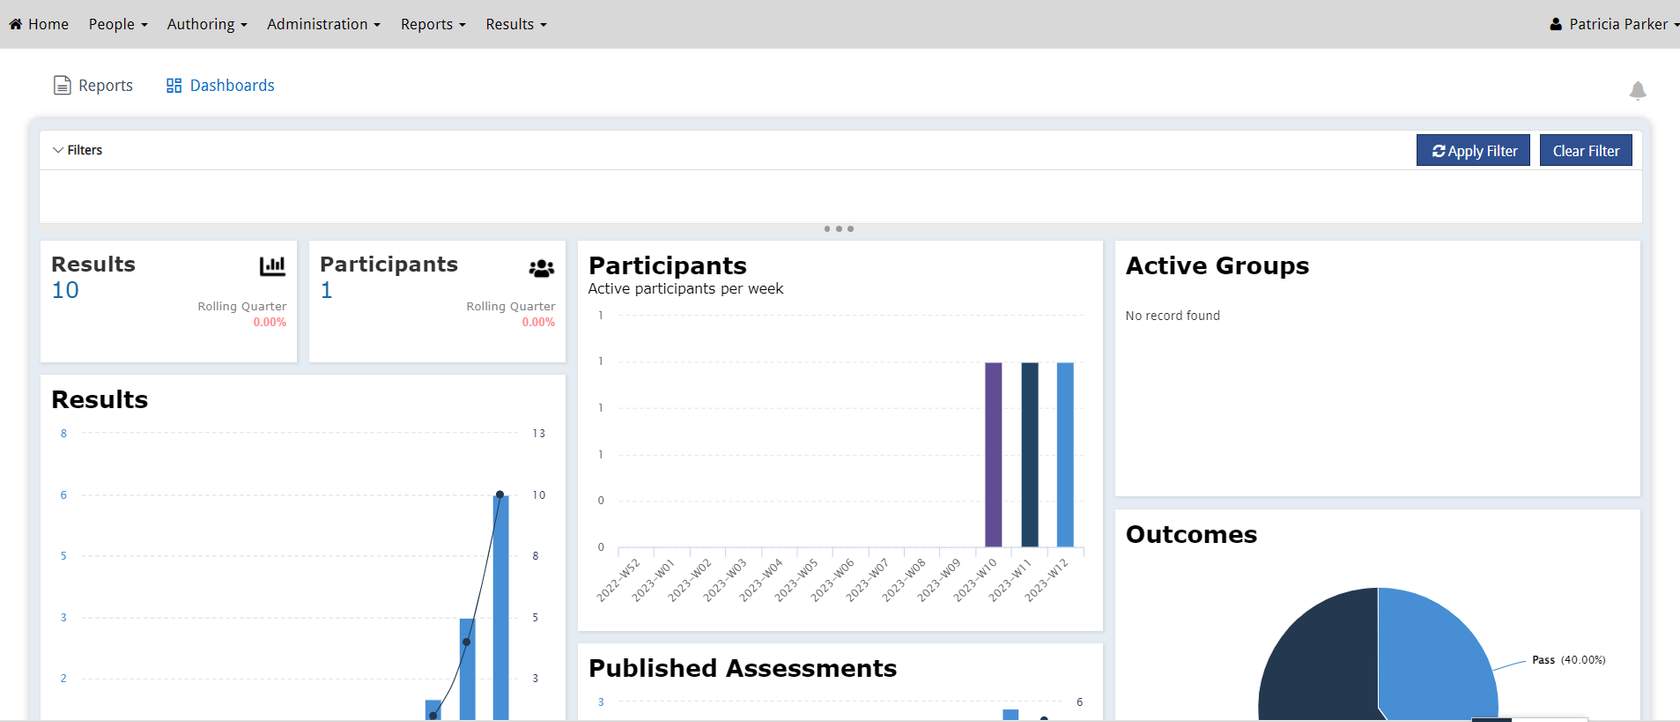 Home People Authoring Administration Reports Results Patricia Parker
Reports Dashboards
Filters Apply Filter Clear Filter
Results
10
Rolling Quarter
0.00%
Participants
1
Rolling Quarter
0.00%
Results
8 13
6 10
5 8
3 5
2 3
Participants
Active participants per week
1
1
1
1
0
0
2022-W52 2023-W01 2023-W02 2023-W03 2023-W04 2023-W05 2023-W06 2023-W07 2023-W08 2023-W09 2023-W10 2023-W11 2023-W12
Published Assessments
3 6
Active Groups
No record found
Outcomes
Pass (40.00%)